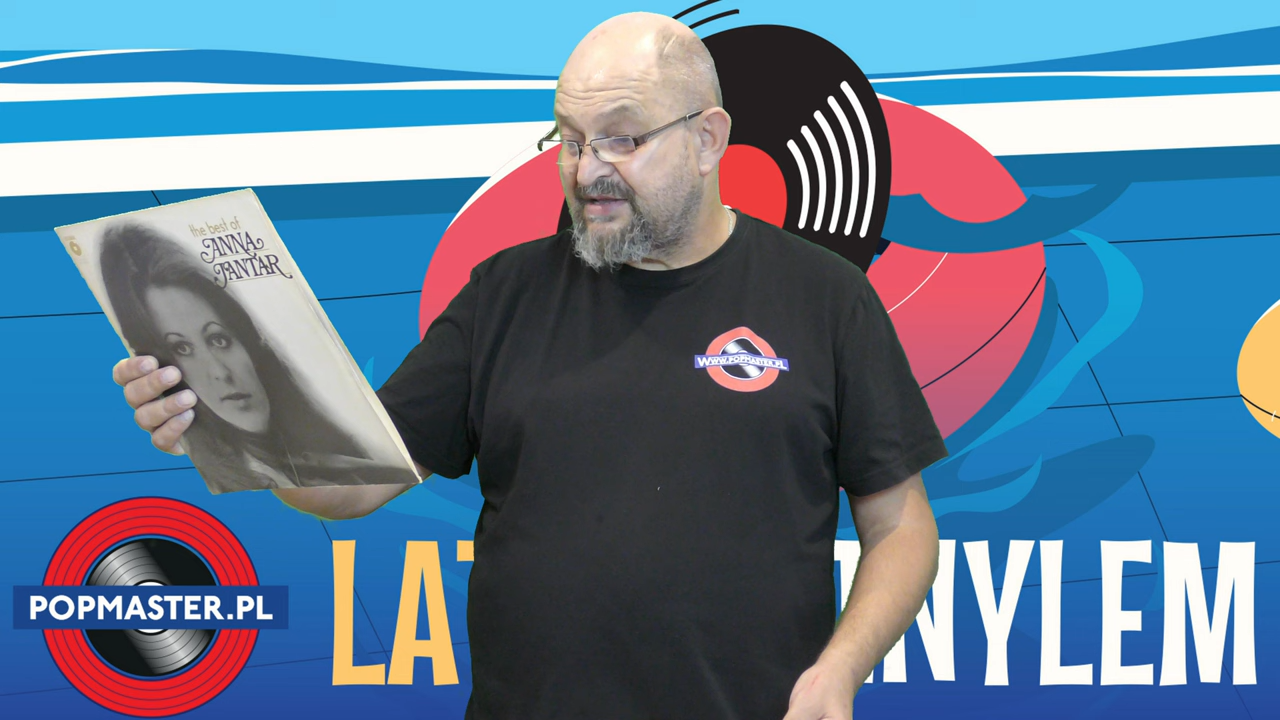 the best of
ANNA
JANTAR
WWW.POPMASTER.PL
POPMASTER.PL
LA
NYLEM